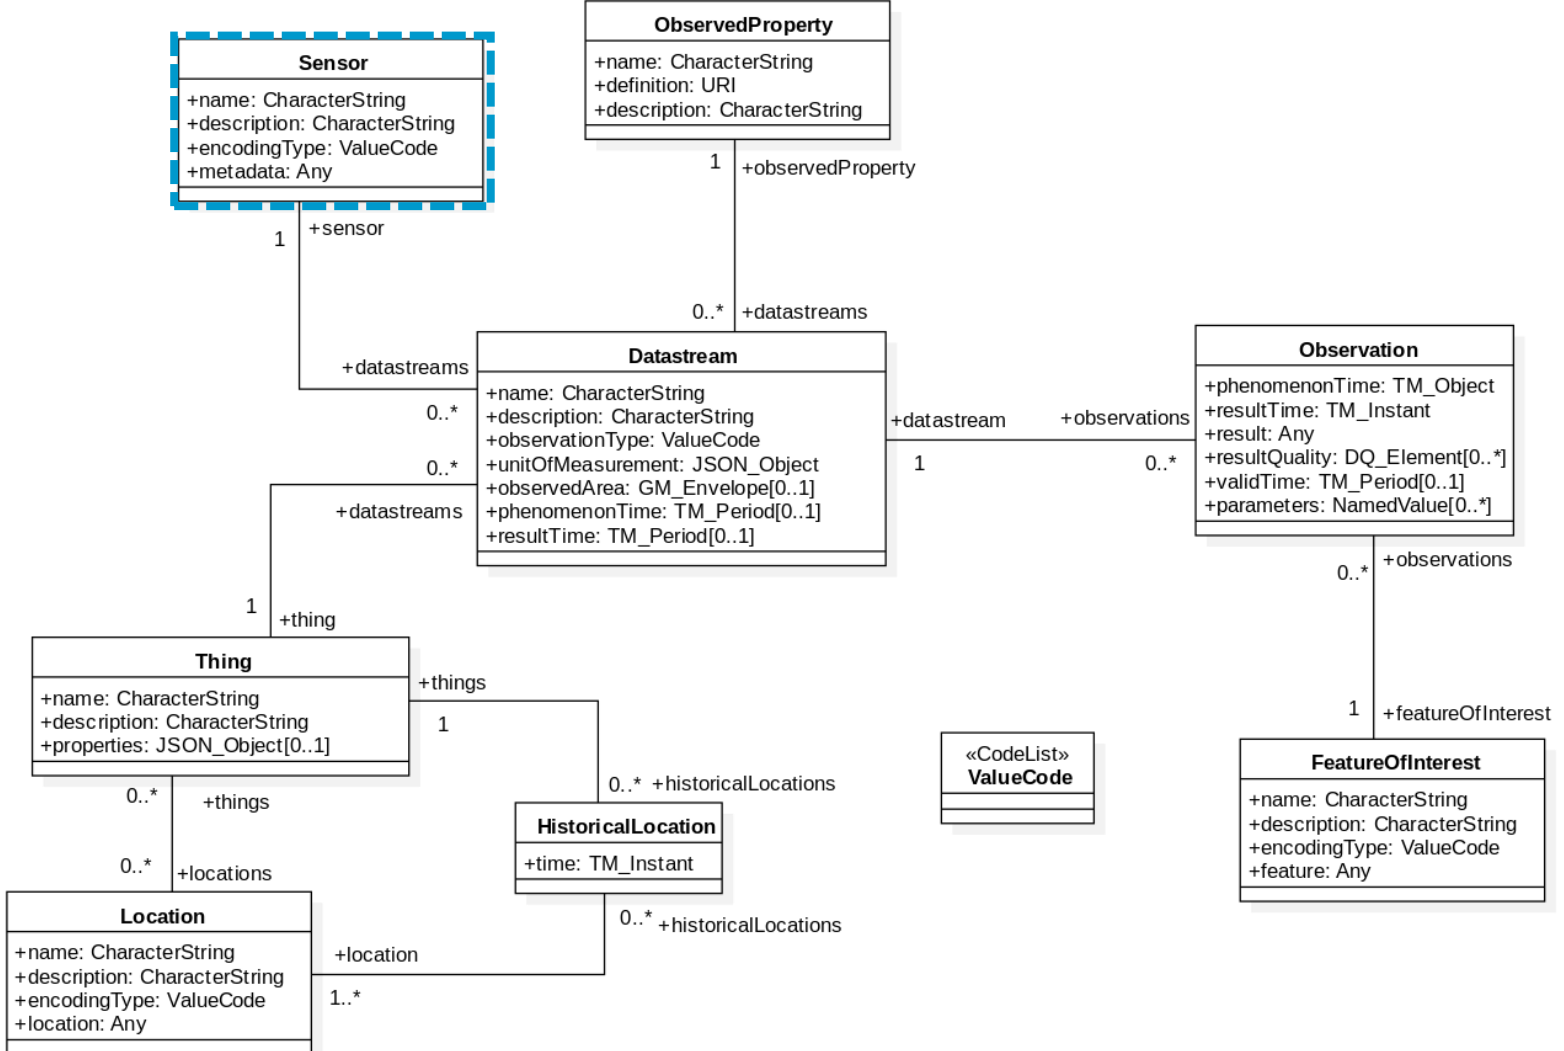 ObservedProperty
+name: CharacterString
+definition: URI
+description: CharacterString
Sensor
+name: CharacterString
+description: CharacterString
+encodingType: ValueCode
+metadata: Any
1
+observedProperty
+sensor
1
0..*
+datastreams
+datastreams
0..*
Datastream
+name: CharacterString
+description: CharacterString
+observationType: ValueCode
+unitOfMeasurement: JSON_Object
+observedArea: GM_Envelope[0..1]
+phenomenonTime: TM_Period[0..1]
+resultTime: TM_Period[0..1]
+datastream
1
+observations
0..*
Observation
+phenomenonTime: TM_Object
+resultTime: TM_Instant
+result: Any
+resultQuality: DQ_Element[0..*]
+validTime: TM_Period[0..1]
+parameters: NamedValue[0..*]
0..*
+datastreams
1
+thing
+observations
0..*
1
+featureOfInterest
Thing
+name: CharacterString
+description: CharacterString
+properties: JSON_Object[0..1]
+things
1
0..*
+historicalLocations
HistoricalLocation
+time: TM_Instant
0..*
+historicalLocations
«CodeList»
ValueCode
FeatureOfInterest
+name: CharacterString
+description: CharacterString
+encodingType: ValueCode
+feature: Any
0..*
+things
0..*
+locations
Location
+name: CharacterString
+description: CharacterString
+encodingType: ValueCode
+location: Any
+location
1..*